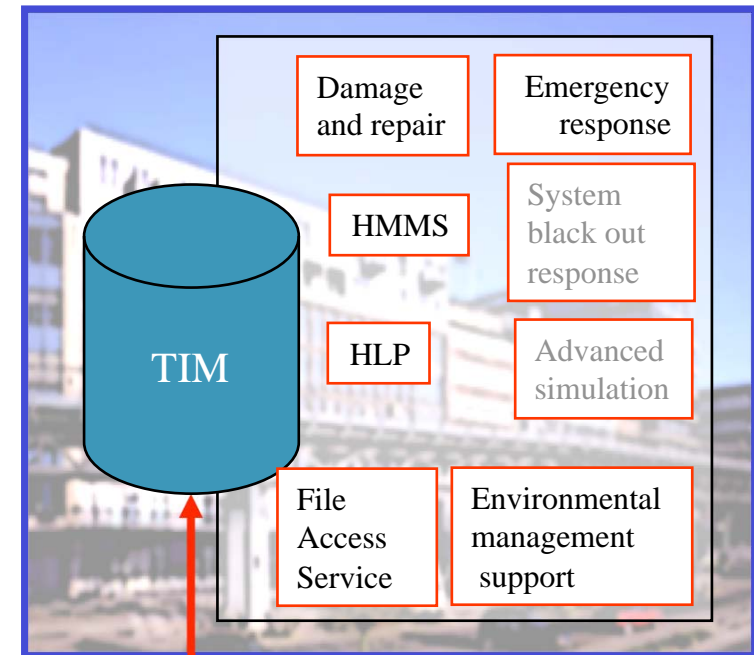 Damage
and repair
Emergency
response
HMMS
System
black out
response
TIM
HLP
Advanced
simulation
File
Access
Service
Environmental
management
support